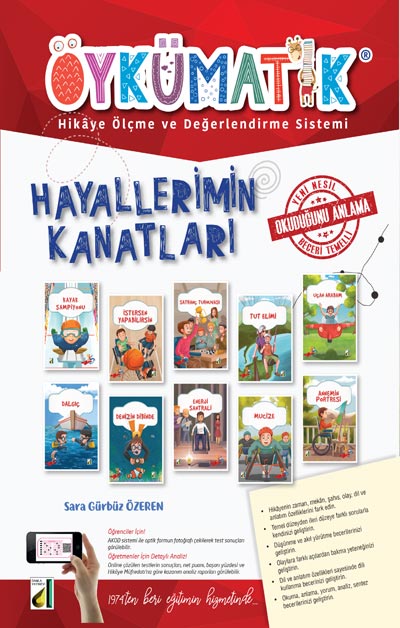 ÖYKÜMATİK®
Hikâye Ölçme ve Değerlendirme Sistemi
HAYALLERİMİN
KANATLARI
YENİ NESİL
OKUDUĞUNU ANLAMA
BECERİ TEMELLİ
KAYAK
ŞAMPİYONU
İSTERSEN
YAPABİLİRSİN
SATRANÇ TURNUVASI
TUT ELİMİ
UÇAN ARABAM
DALGIÇ
DENİZİN DİBİNDE
ENERJİ
SANTRALİ
MUCİZE
ANNEMİN
PORTRESİ
Sara Gürbüz ÖZEREN
Öğrenciler İçin!
AKOD sistemi ile optik formun fotoğrafı çekilerek test sonuçları
görülebilir.
Öğretmenler İçin Detaylı Analiz!
Online çözülen testlerin sonuçları, net puanı, başarı yüzdesi ve
Hikâye Müfredatı'na göre kazanım analiz raporları görülebilir.
• Hikâyenin zaman, mekân, şahıs, olay, dil ve
anlatım özelliklerini fark edin.
• Temel düzeyden ileri düzeye farklı sorularla
kendinizi geliştirin.
• Düşünme ve akıl yürütme becerilerinizi
geliştirin.
• Olaylara farklı açılardan bakma yeteneğinizi
geliştirin.
• Dil ve anlatım özellikleri sayesinde dili
kullanma becerinizi geliştirin.
• Okuma, anlama, yorum, analiz, sentez
becerilerinizi geliştirin.
1974'ten beri eğitimin hizmetinde...